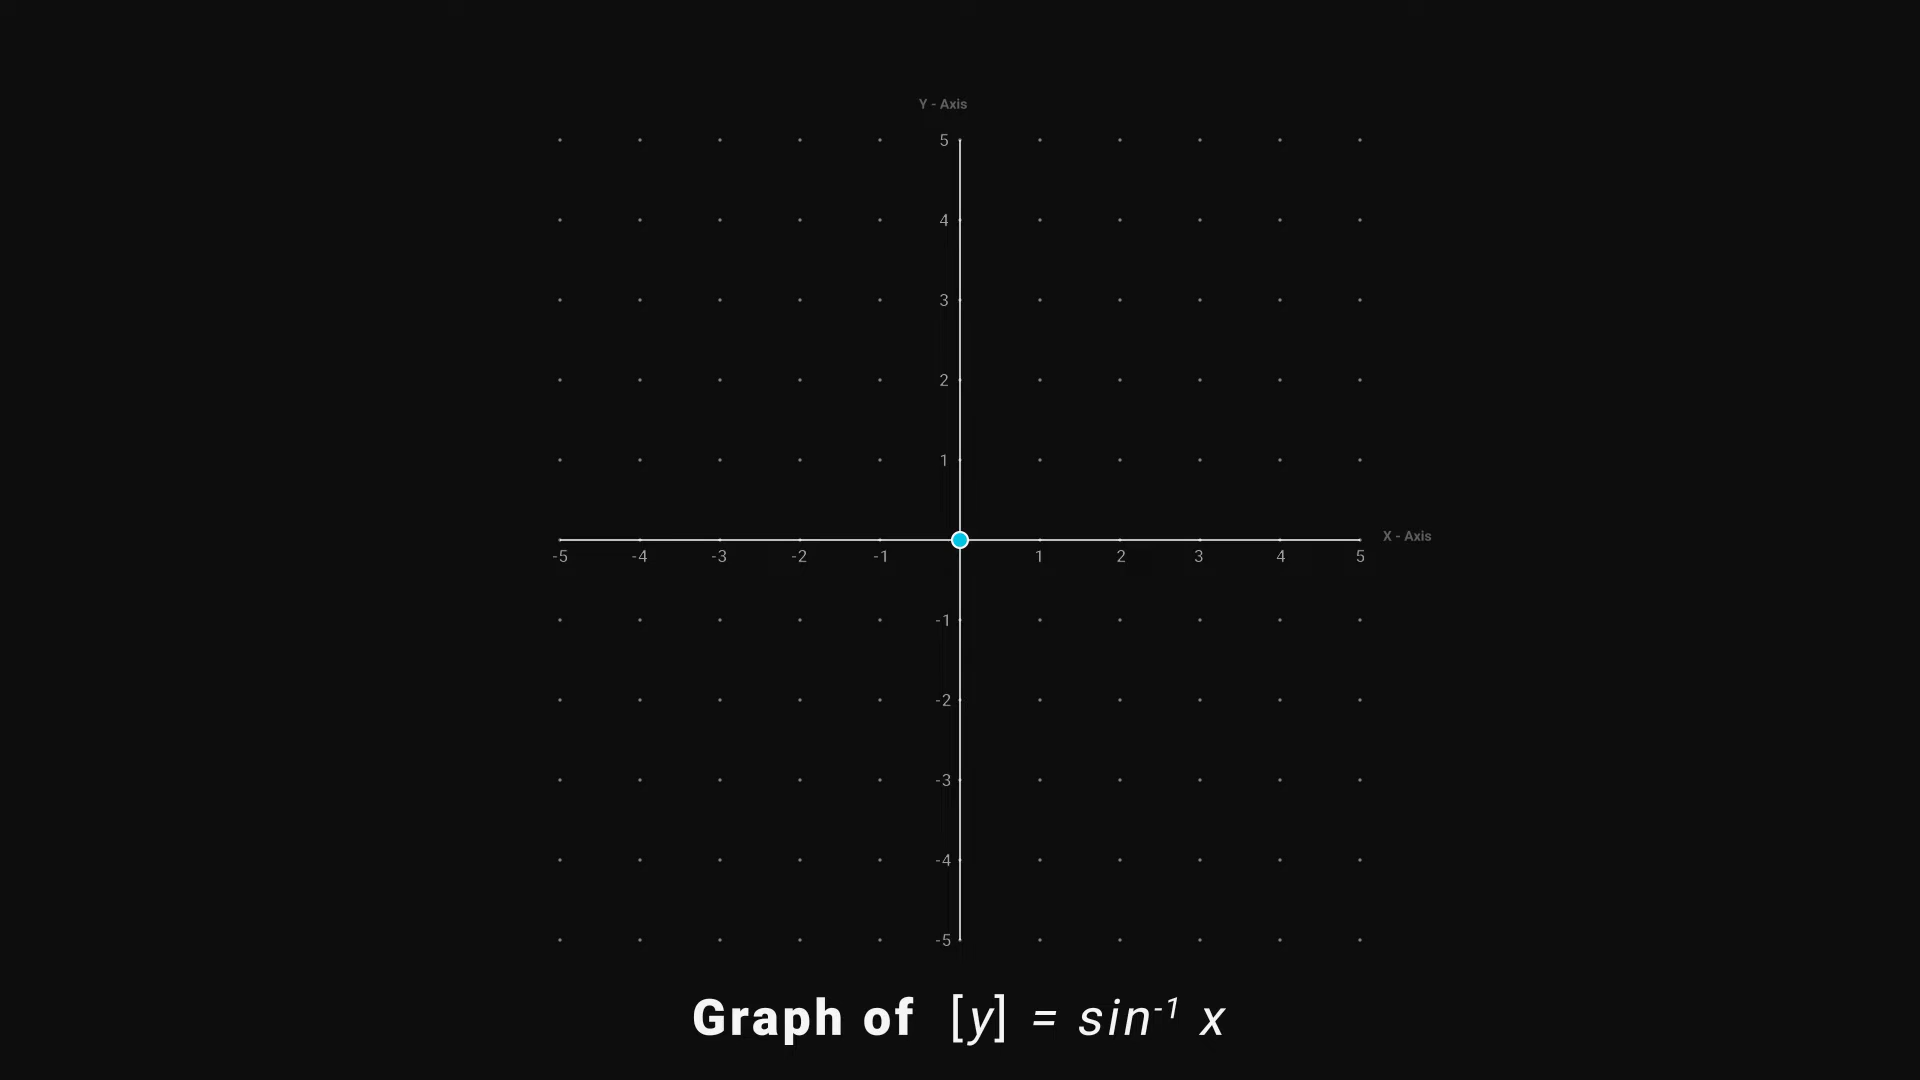 Y - Axis
5
4
3
2
1
X - Axis
-5 -4 -3 -2 -1 1 2 3 4 5
-1
-2
-3
-4
-5
Graph of [y] = sin⁻¹ x